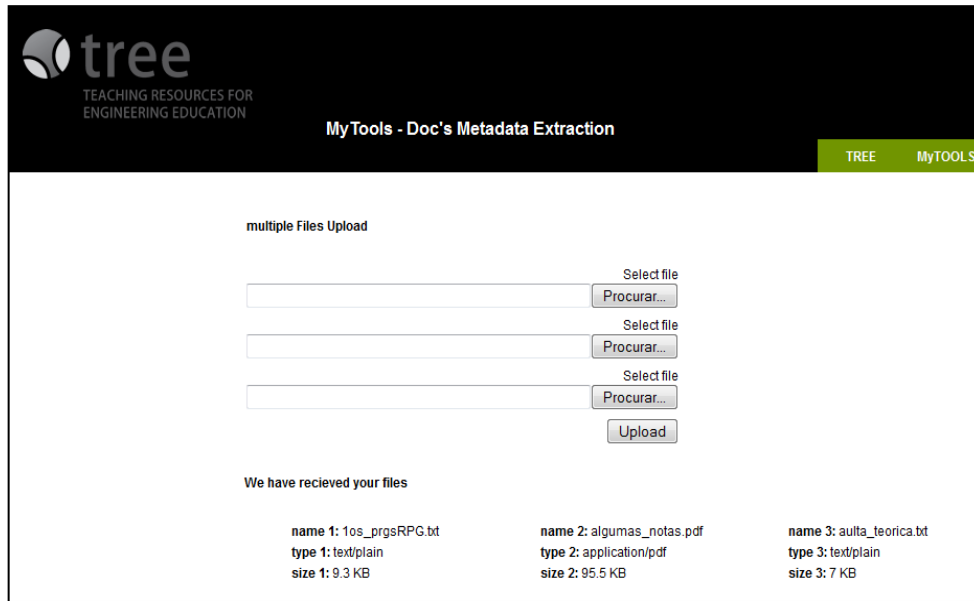 tree
TEACHING RESOURCES FOR
ENGINEERING EDUCATION
MyTools - Doc's Metadata Extraction
TREE MyTOOLS
multiple Files Upload
Select file
Procurar...
Select file
Procurar...
Select file
Procurar...
Upload
We have recieved your files
name 1: 1os_prgsRPG.txt name 2: algumas_notas.pdf name 3: aulta_teorica.txt
type 1: text/plain type 2: application/pdf type 3: text/plain
size 1: 9.3 KB size 2: 95.5 KB size 3: 7 KB